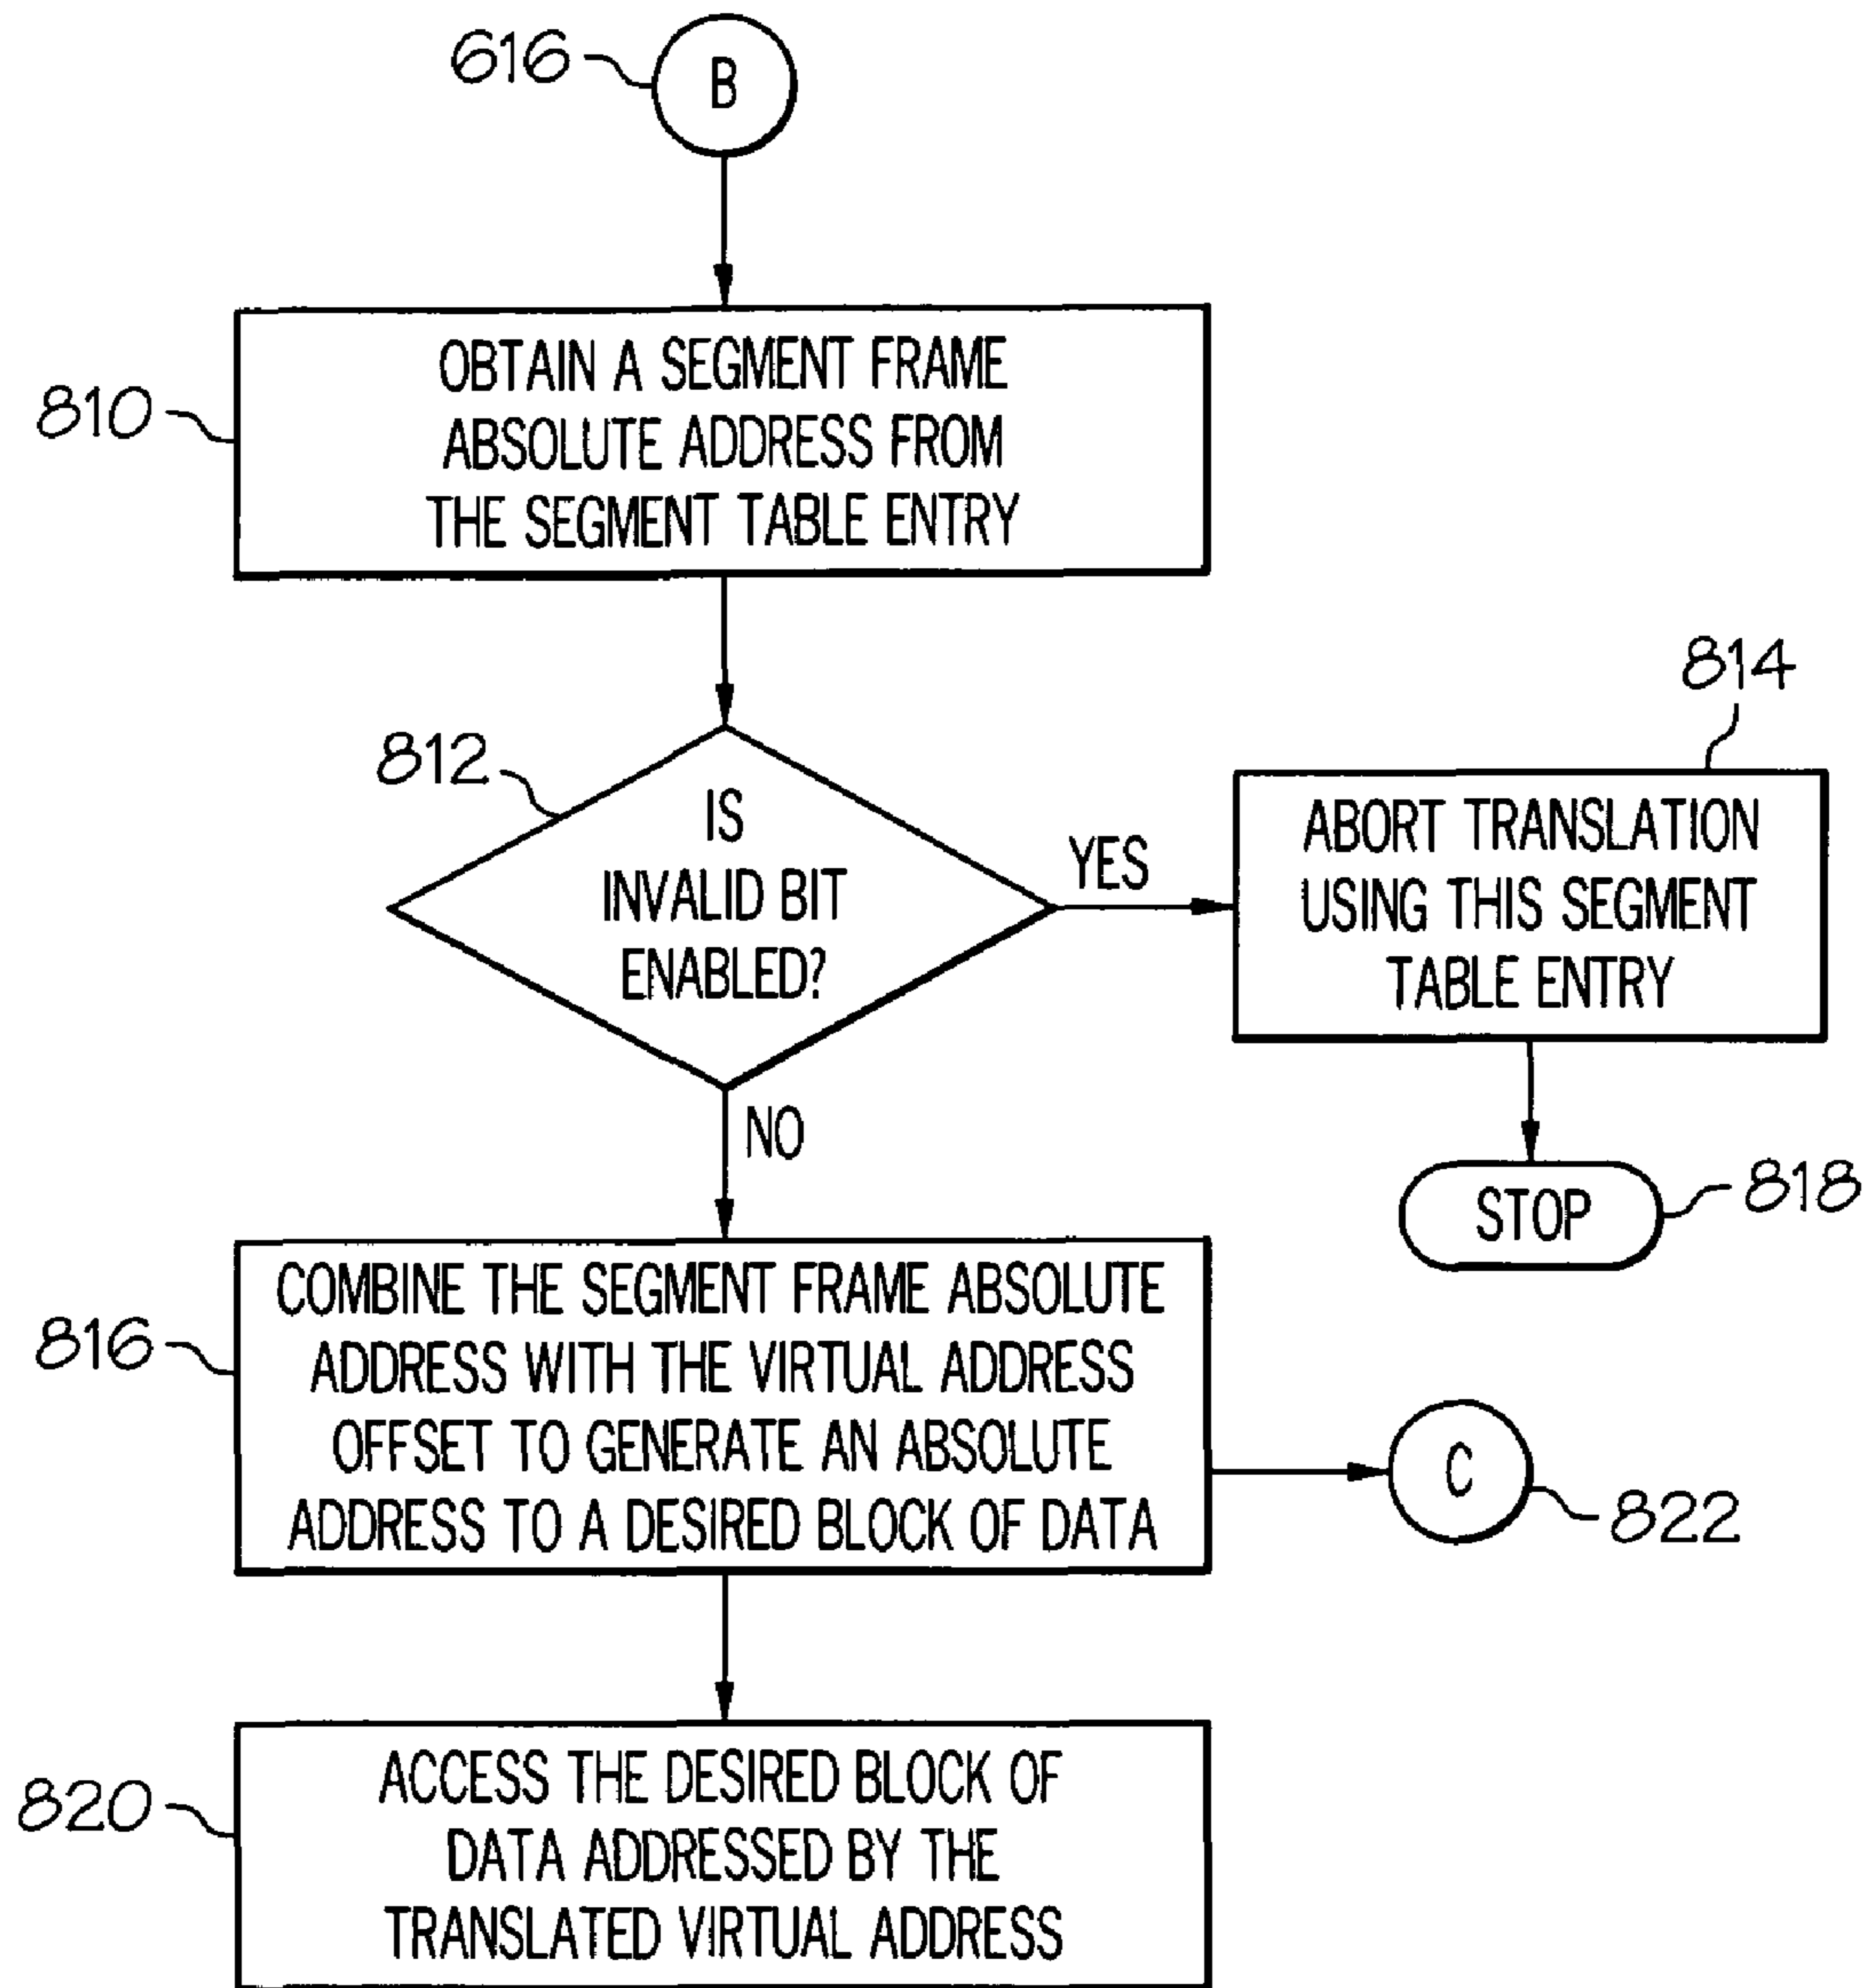 616
B
810
OBTAIN A SEGMENT FRAME
ABSOLUTE ADDRESS FROM
THE SEGMENT TABLE ENTRY
812
IS
INVALID BIT
ENABLED?
YES
814
ABORT TRANSLATION
USING THIS SEGMENT
TABLE ENTRY
STOP
818
NO
816
COMBINE THE SEGMENT FRAME ABSOLUTE
ADDRESS WITH THE VIRTUAL ADDRESS
OFFSET TO GENERATE AN ABSOLUTE
ADDRESS TO A DESIRED BLOCK OF DATA
C
822
820
ACCESS THE DESIRED BLOCK OF
DATA ADDRESSED BY THE
TRANSLATED VIRTUAL ADDRESS